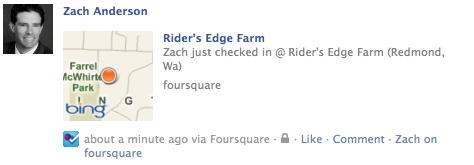 Zach Anderson
Rider's Edge Farm
Zach just checked in @ Rider's Edge Farm (Redmond,
Wa)
foursquare
Farrel
McWhirte
Park
I N G T
bing
about a minute ago via Foursquare · Like · Comment · Zach on
foursquare